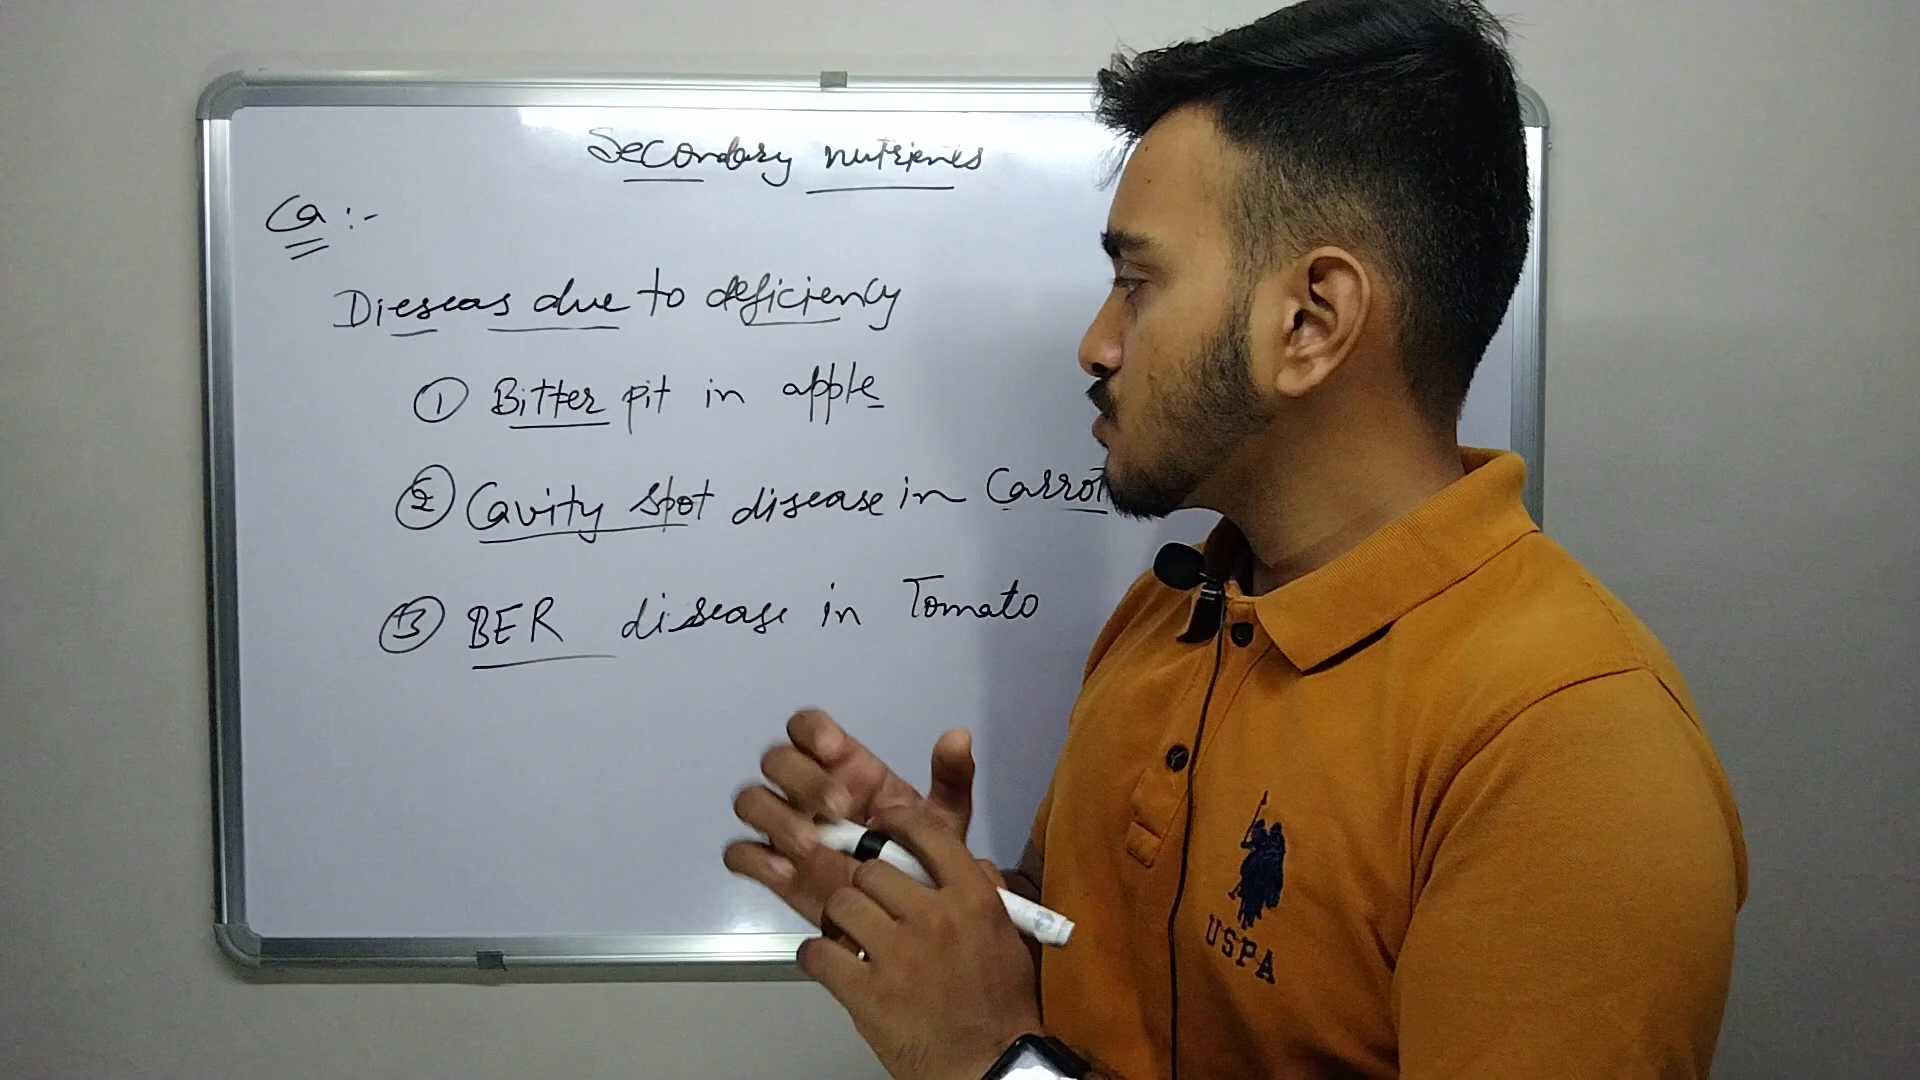 Secondary nutrients
Ca :-
Dieseas due to deficiency
① Bitter pit in apple
② Cavity spot disease in Carrot
③ BER disease in Tomato
USPA